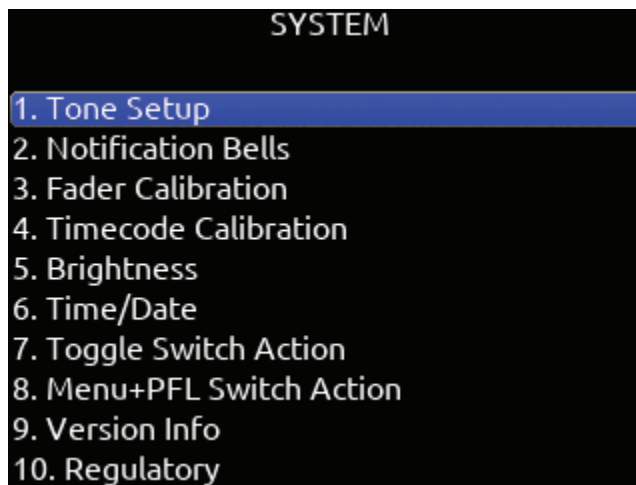 SYSTEM
1. Tone Setup
2. Notification Bells
3. Fader Calibration
4. Timecode Calibration
5. Brightness
6. Time/Date
7. Toggle Switch Action
8. Menu+PFL Switch Action
9. Version Info
10. Regulatory